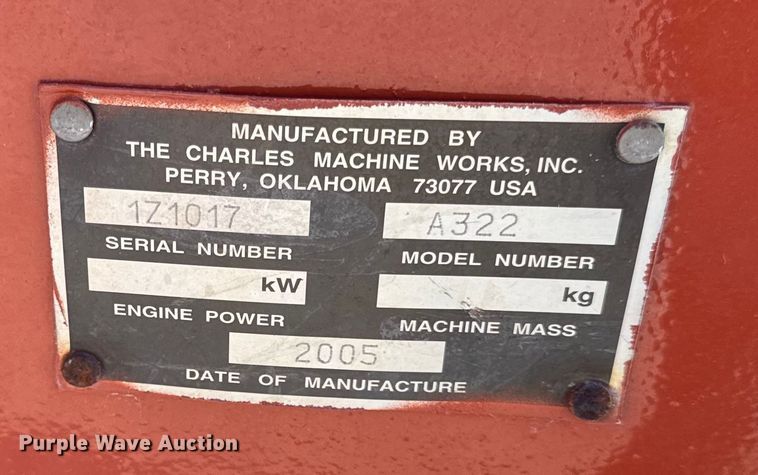 MANUFACTURED BY
THE CHARLES MACHINE WORKS, INC.
PERRY, OKLAHOMA 73077 USA
1Z1017 A322
SERIAL NUMBER MODEL NUMBER
kW kg
ENGINE POWER MACHINE MASS
2005
DATE OF MANUFACTURE
Purple Wave Auction